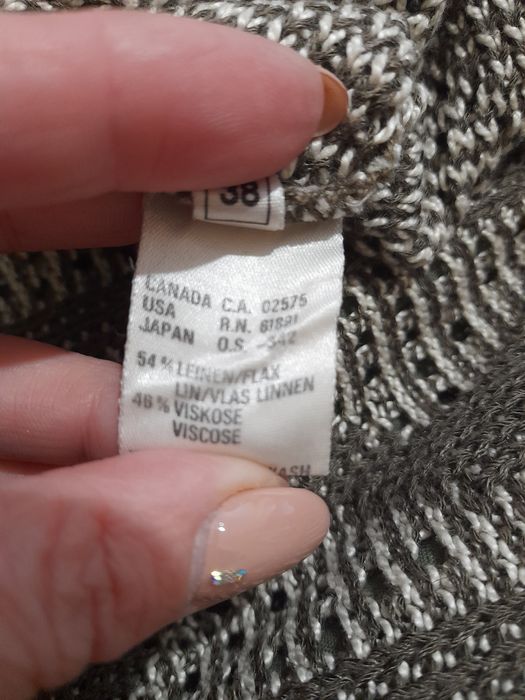 38
CANADA C.A. 02575
USA R.N. 61891
JAPAN O.S. -342
54 % LEINEN/FLAX
LIN/VLAS LINNEN
46 % VISKOSE
VISCOSE